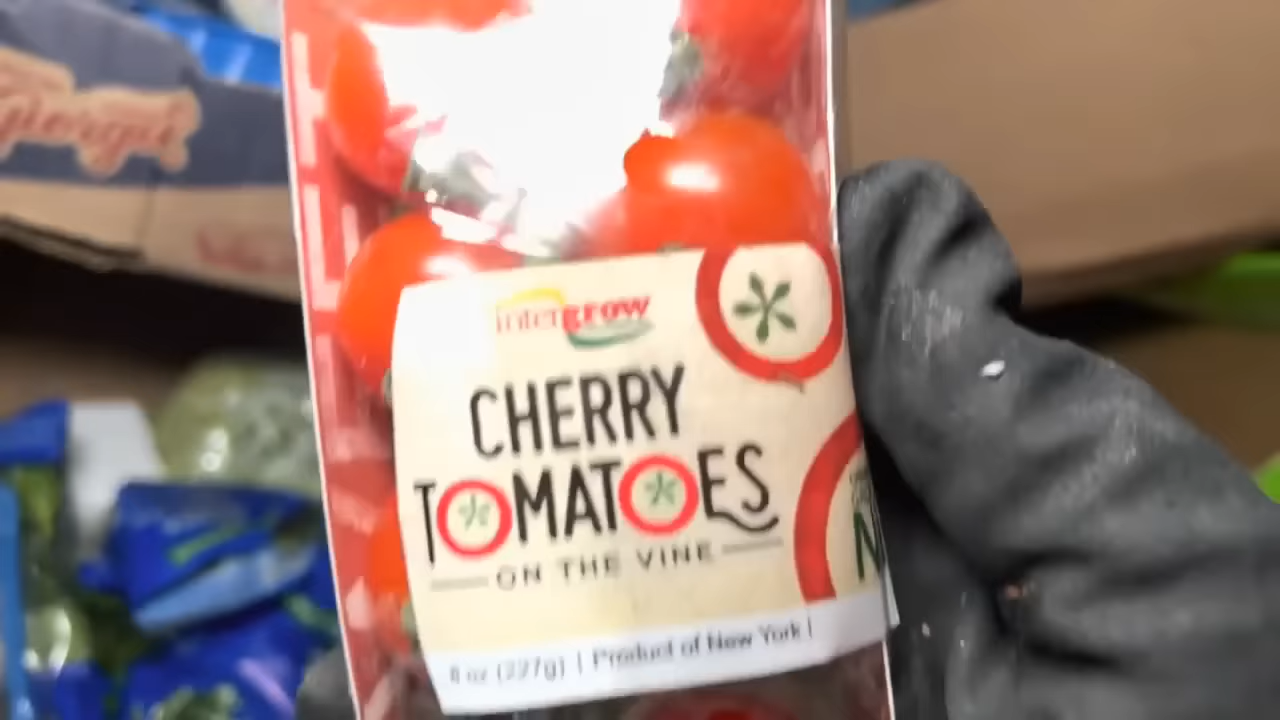 intergrow
CHERRY
TOMATOES
ON THE VINE
8 oz (227g) | Product of New York |